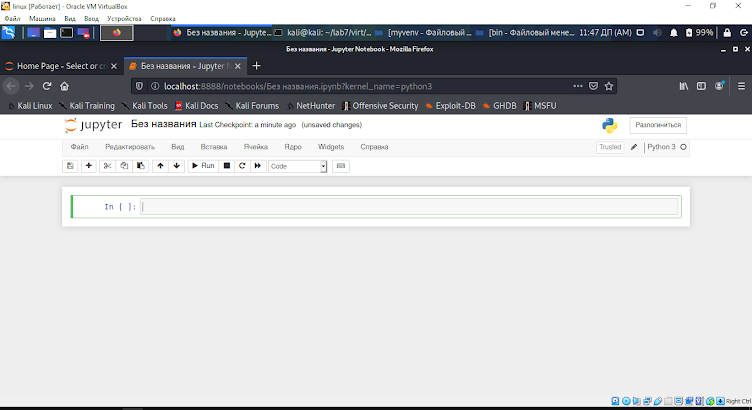 linux [Работает] - Oracle VM VirtualBox
Файл Машина Вид Ввод Устройства Справка
Без названия - Jupyte... kali@kali: ~/lab7/virt/... [myvenv - Файловый ... [bin - Файловый мене... 11:47 ДП (А) 99%
Без названия - Jupyter Notebook - Mozilla Firefox
Home Page - Select or c Без названия - Jupyter N
localhost:8888/notebooks/Без названия.ipynb?kernel_name=python3
Kali Linux Kali Training Kali Tools Kali Docs Kali Forums NetHunter Offensive Security Exploit-DB GHDB MSFU
jupyter Без названия Last Checkpoint: a minute ago (unsaved changes) Разлогиниться
Файл Редактировать Вид Вставка Ячейка Ядро Widgets Справка Trusted Python 3
Run Code
In [ ]:
Right Ctrl